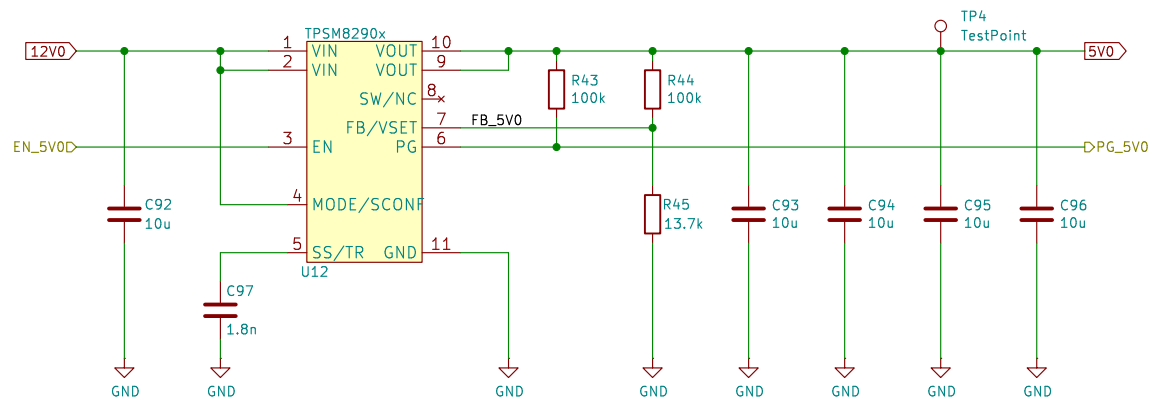 TP4
TestPoint
TPSM8290x
12V0
1
VIN
VOUT
10
5V0
2
VIN
VOUT
9
R43
100k
R44
100k
SW/NC
8
FB/VSET
7
FB_5V0
EN_5V0
3
EN
PG
6
PG_5V0
4
MODE/SCONF
C92
10u
R45
13.7k
C93
10u
C94
10u
C95
10u
C96
10u
5
SS/TR
GND
11
U12
C97
1.8n
GND
GND
GND
GND
GND
GND
GND
GND